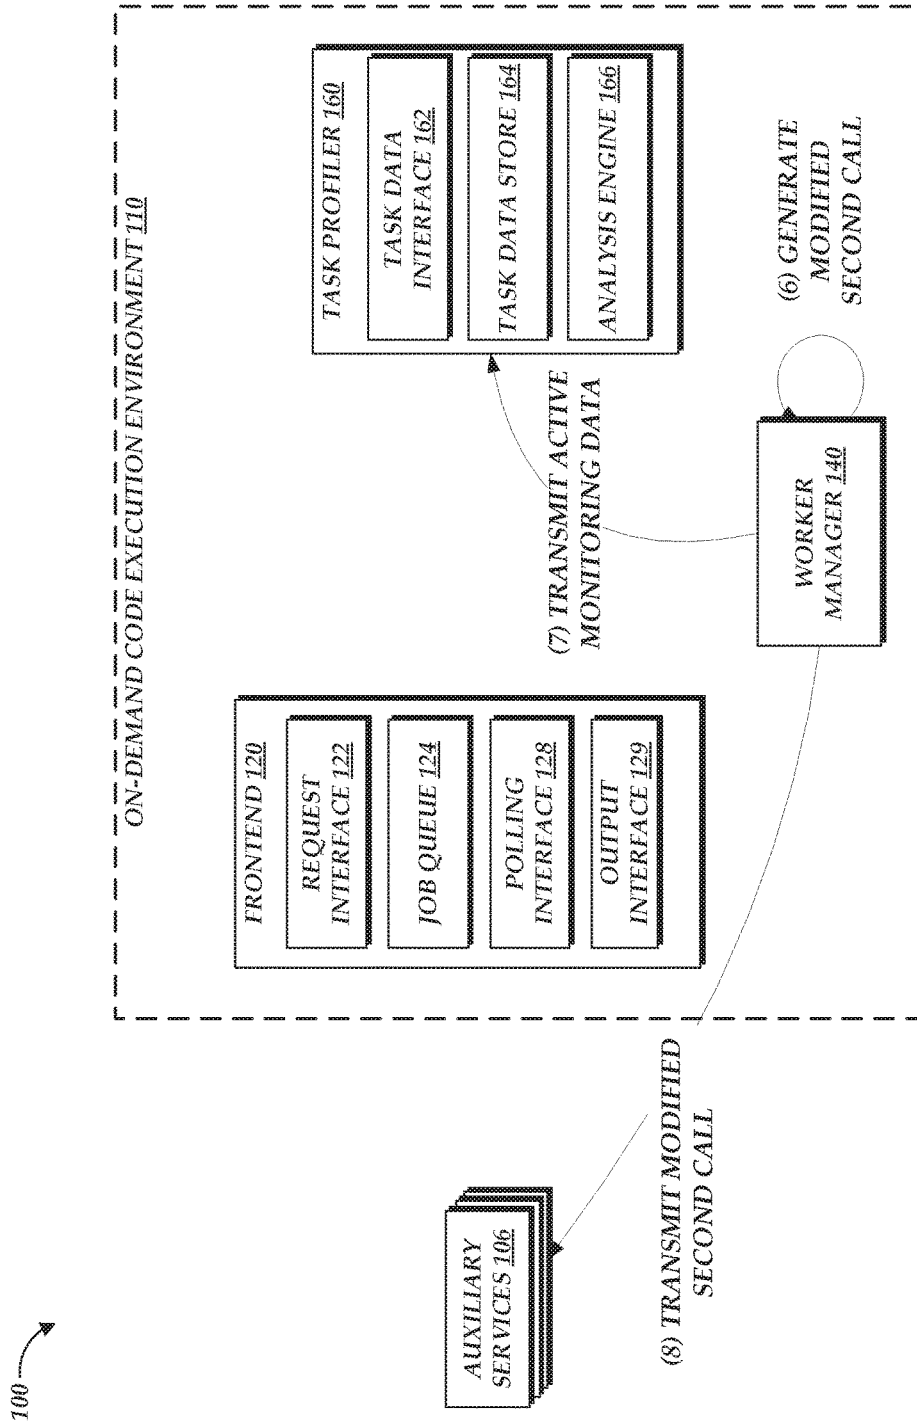 100
ON-DEMAND CODE EXECUTION ENVIRONMENT 110
AUXILIARY
SERVICES 106
FRONTEND 120
REQUEST
INTERFACE 122
JOB QUEUE 124
POLLING
INTERFACE 128
OUTPUT
INTERFACE 129
TASK PROFILER 160
TASK DATA
INTERFACE 162
TASK DATA STORE 164
ANALYSIS ENGINE 166
(7) TRANSMIT ACTIVE
MONITORING DATA
(8) TRANSMIT MODIFIED
SECOND CALL
WORKER
MANAGER 140
(6) GENERATE
MODIFIED
SECOND CALL